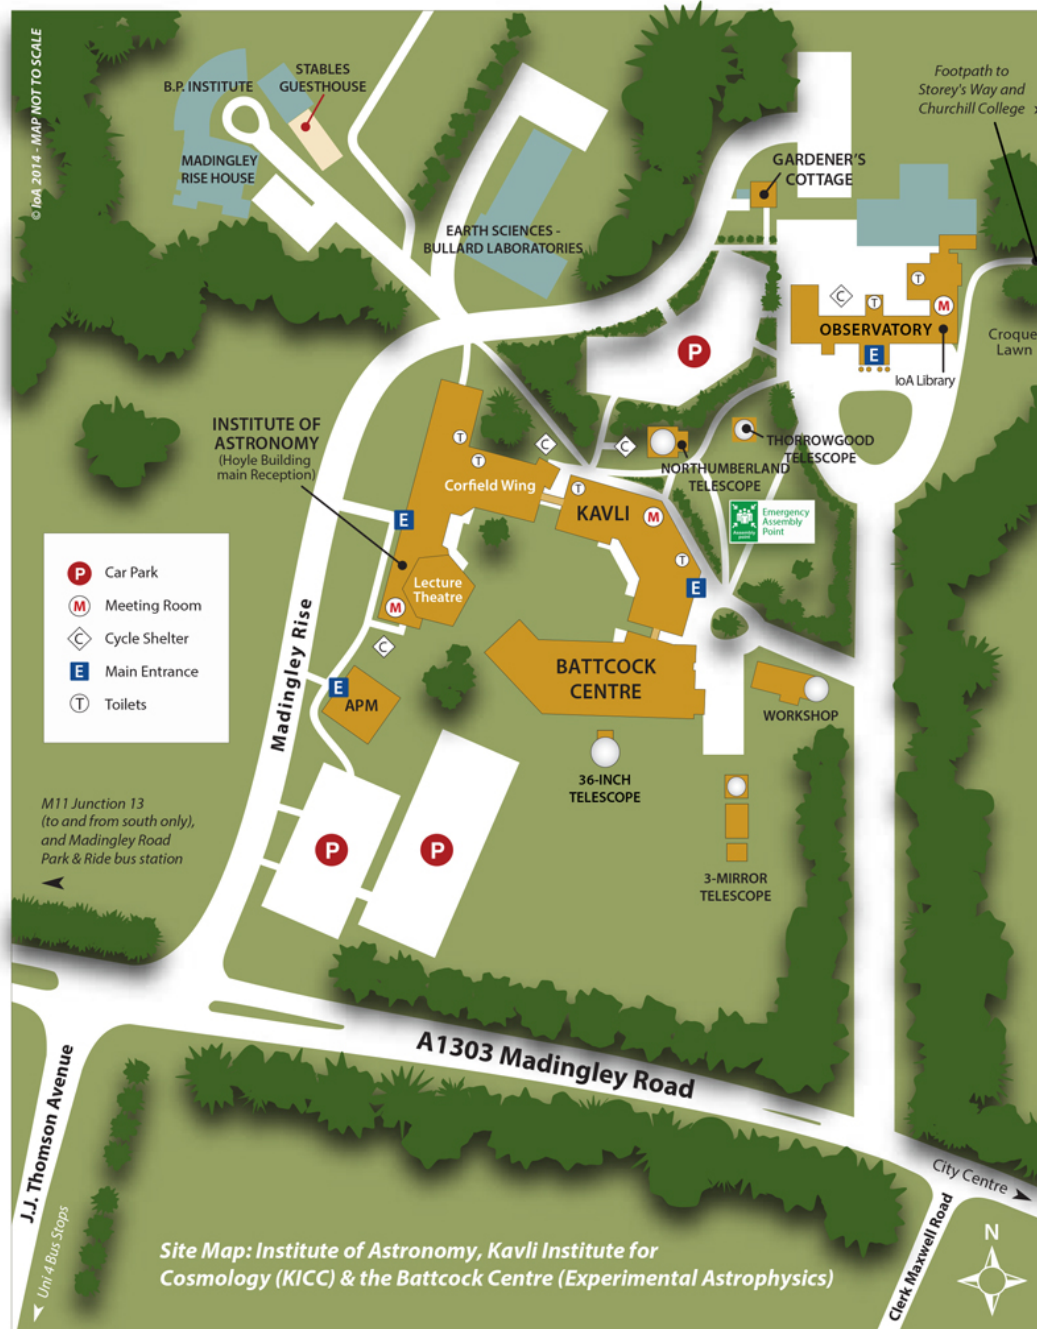 © IoA 2014 - MAP NOT TO SCALE
B.P. INSTITUTE
STABLES
GUESTHOUSE
MADINGLEY
RISE HOUSE
EARTH SCIENCES -
BULLARD LABORATORIES
GARDENER'S
COTTAGE
Footpath to
Storey's Way and
Churchill College
C
T
T
M
OBSERVATORY
E
IoA Library
Croque
Lawn
P
INSTITUTE OF
ASTRONOMY
(Hoyle Building
main Reception)
T
T
C
C
Corfield Wing
THORROWGOOD
TELESCOPE
NORTHUMBERLAND
TELESCOPE
T
KAVLI
M
T
E
Assembly
point
Emergency
Assembly
Point
E
Lecture
Theatre
M
C
E
APM
P Car Park
M Meeting Room
C Cycle Shelter
E Main Entrance
T Toilets
Madingley Rise
BATTCOCK
CENTRE
WORKSHOP
36-INCH
TELESCOPE
3-MIRROR
TELESCOPE
P
P
M11 Junction 13
(to and from south only),
and Madingley Road
Park & Ride bus station
A1303 Madingley Road
J.J. Thomson Avenue
Uni 4 Bus Stops
City Centre
Clerk Maxwell Road
N
Site Map: Institute of Astronomy, Kavli Institute for
Cosmology (KICC) & the Battcock Centre (Experimental Astrophysics)